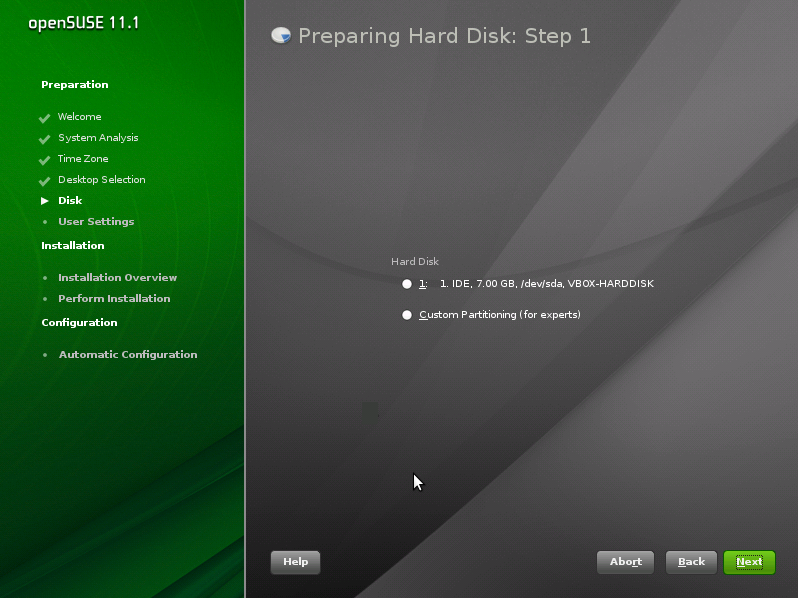 openSUSE 11.1
Preparation
Welcome
System Analysis
Time Zone
Desktop Selection
Disk
User Settings
Installation
Installation Overview
Perform Installation
Configuration
Automatic Configuration
Preparing Hard Disk: Step 1
Hard Disk
1: 1. IDE, 7.00 GB, /dev/sda, VBOX-HARDDISK
Custom Partitioning (for experts)
Help Abort Back Next